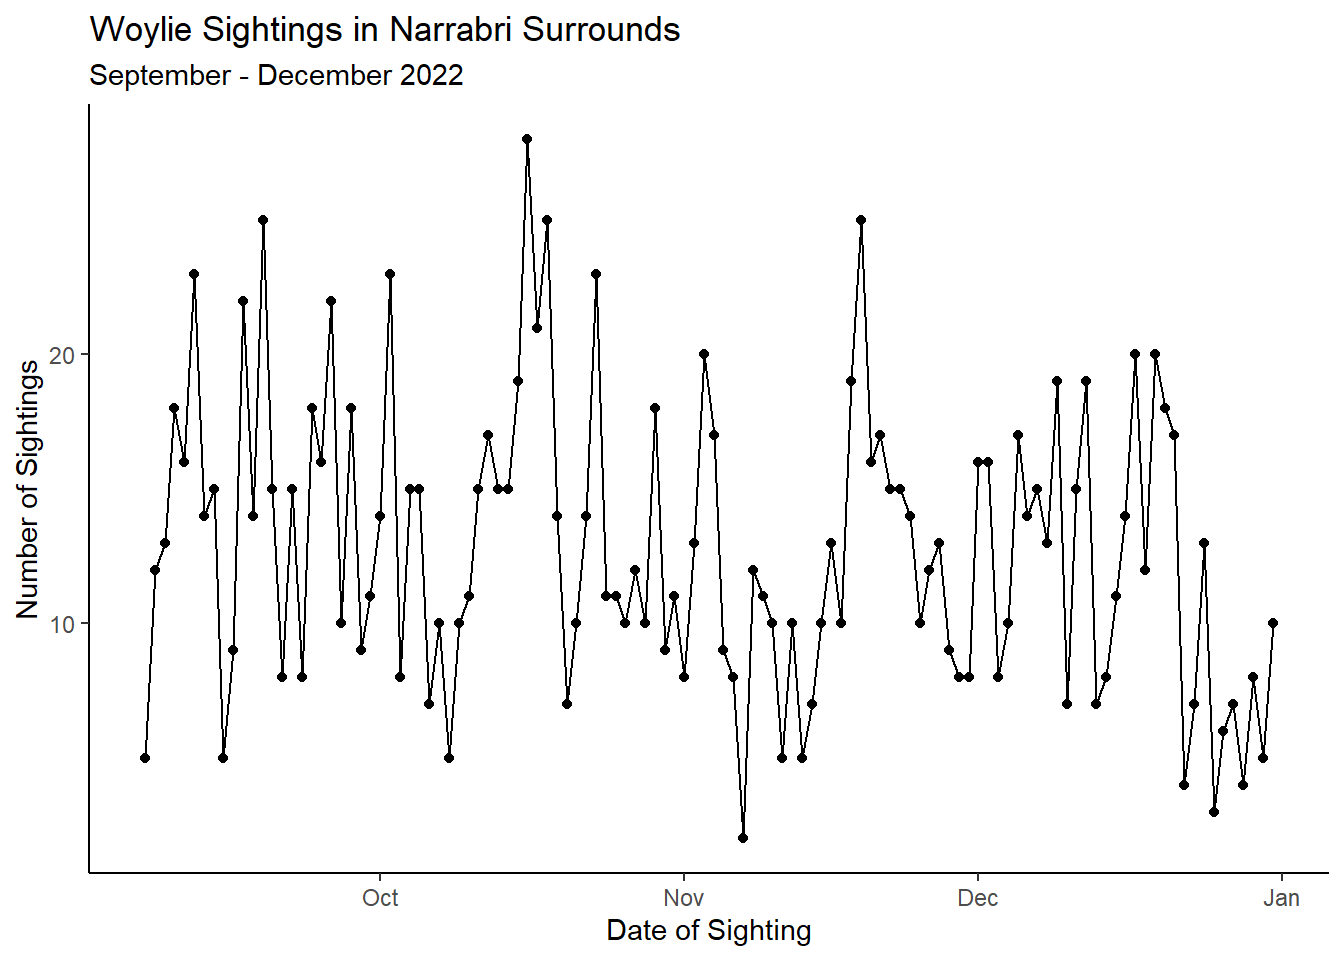 Woylie Sightings in Narrabri Surrounds
September - December 2022
Number of Sightings
20
10
Oct Nov Dec Jan
Date of Sighting